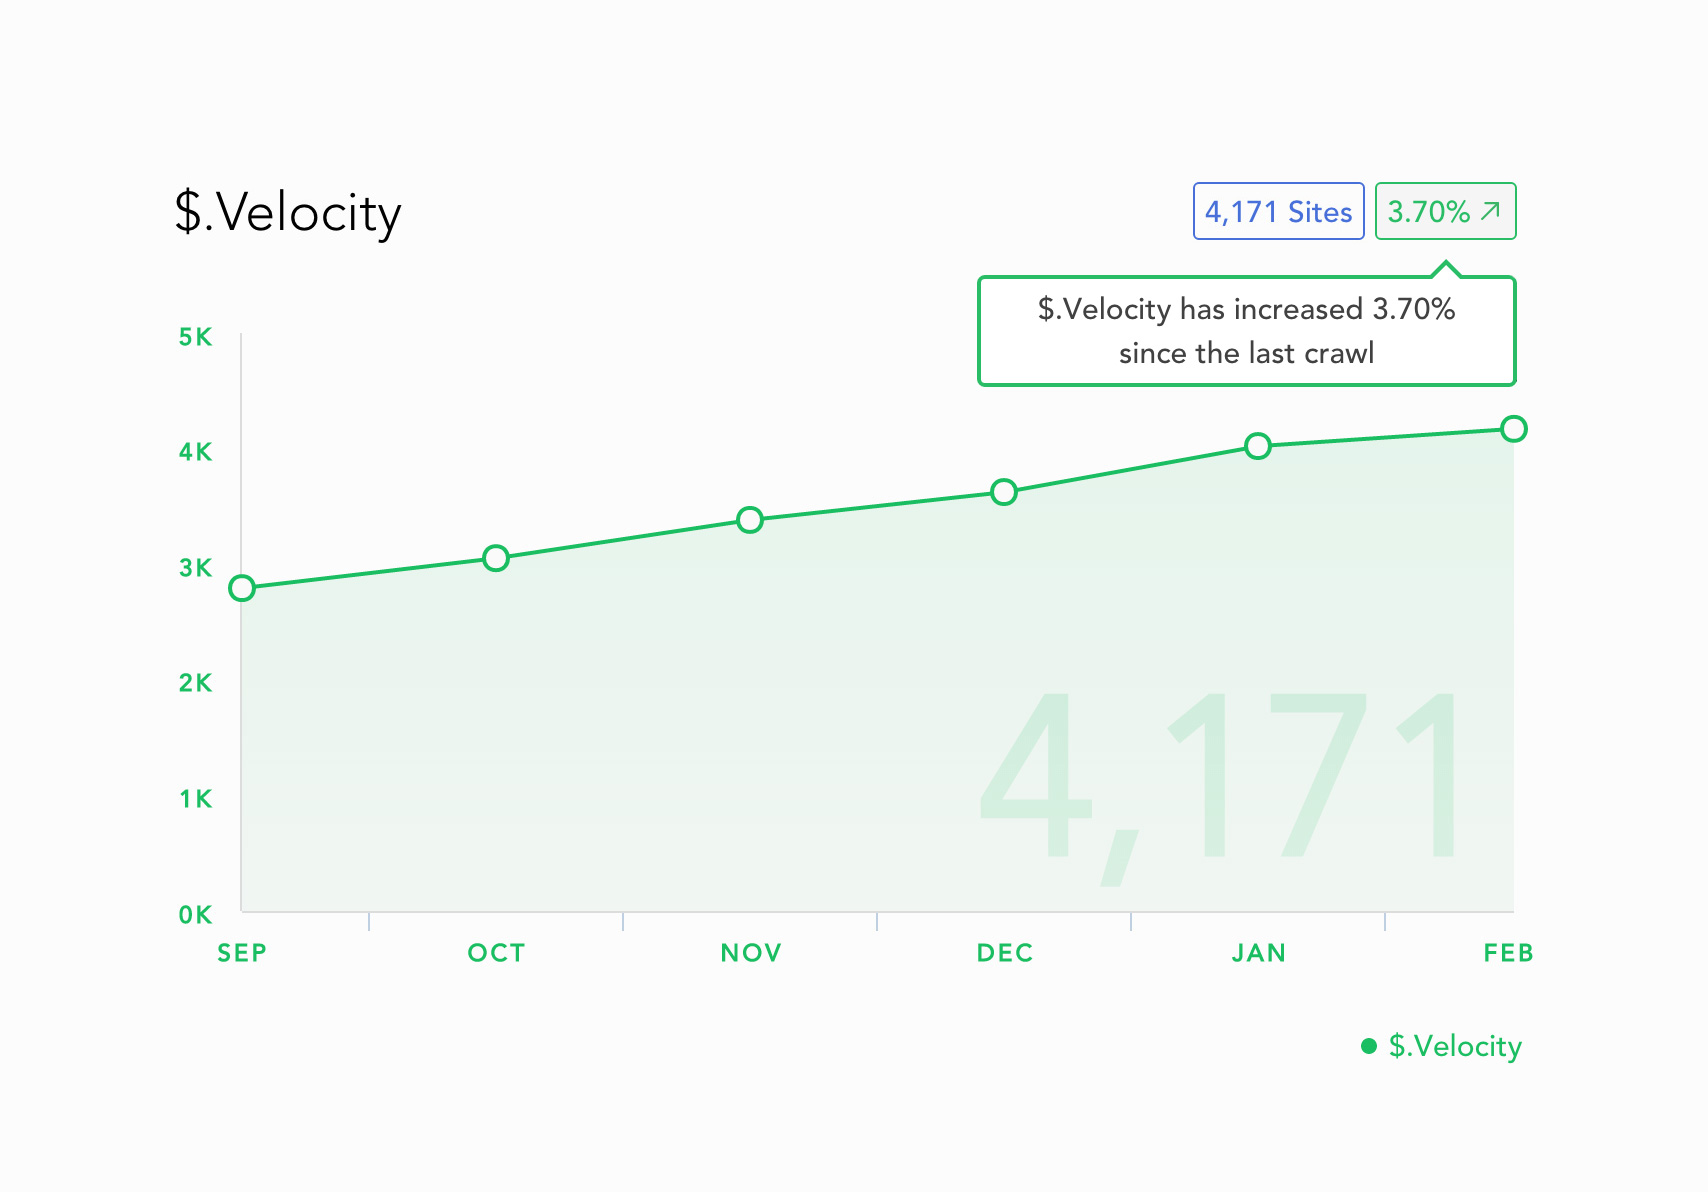 $.Velocity
4,171 Sites
3.70%
$.Velocity has increased 3.70%
since the last crawl
5K
4K
3K
2K
1K
0K
4,171
SEP OCT NOV DEC JAN FEB
$.Velocity